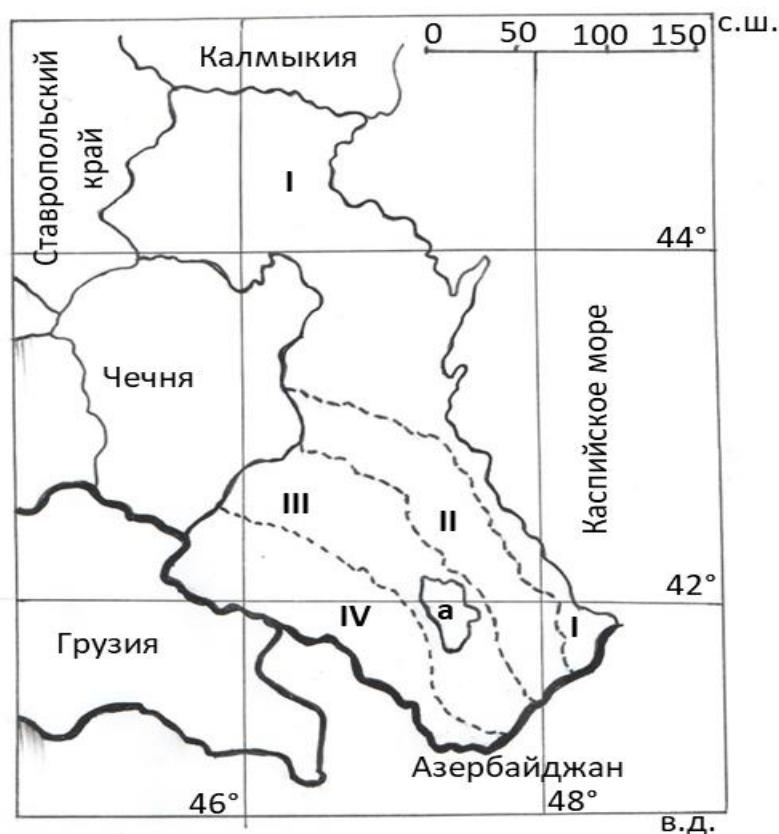 с.ш.
0 50 100 150
Калмыкия
Ставропольский
край
I
44°
Чечня
Каспийское море
III
II
42°
IV
а
I
Грузия
Азербайджан
46°
48°
в.д.